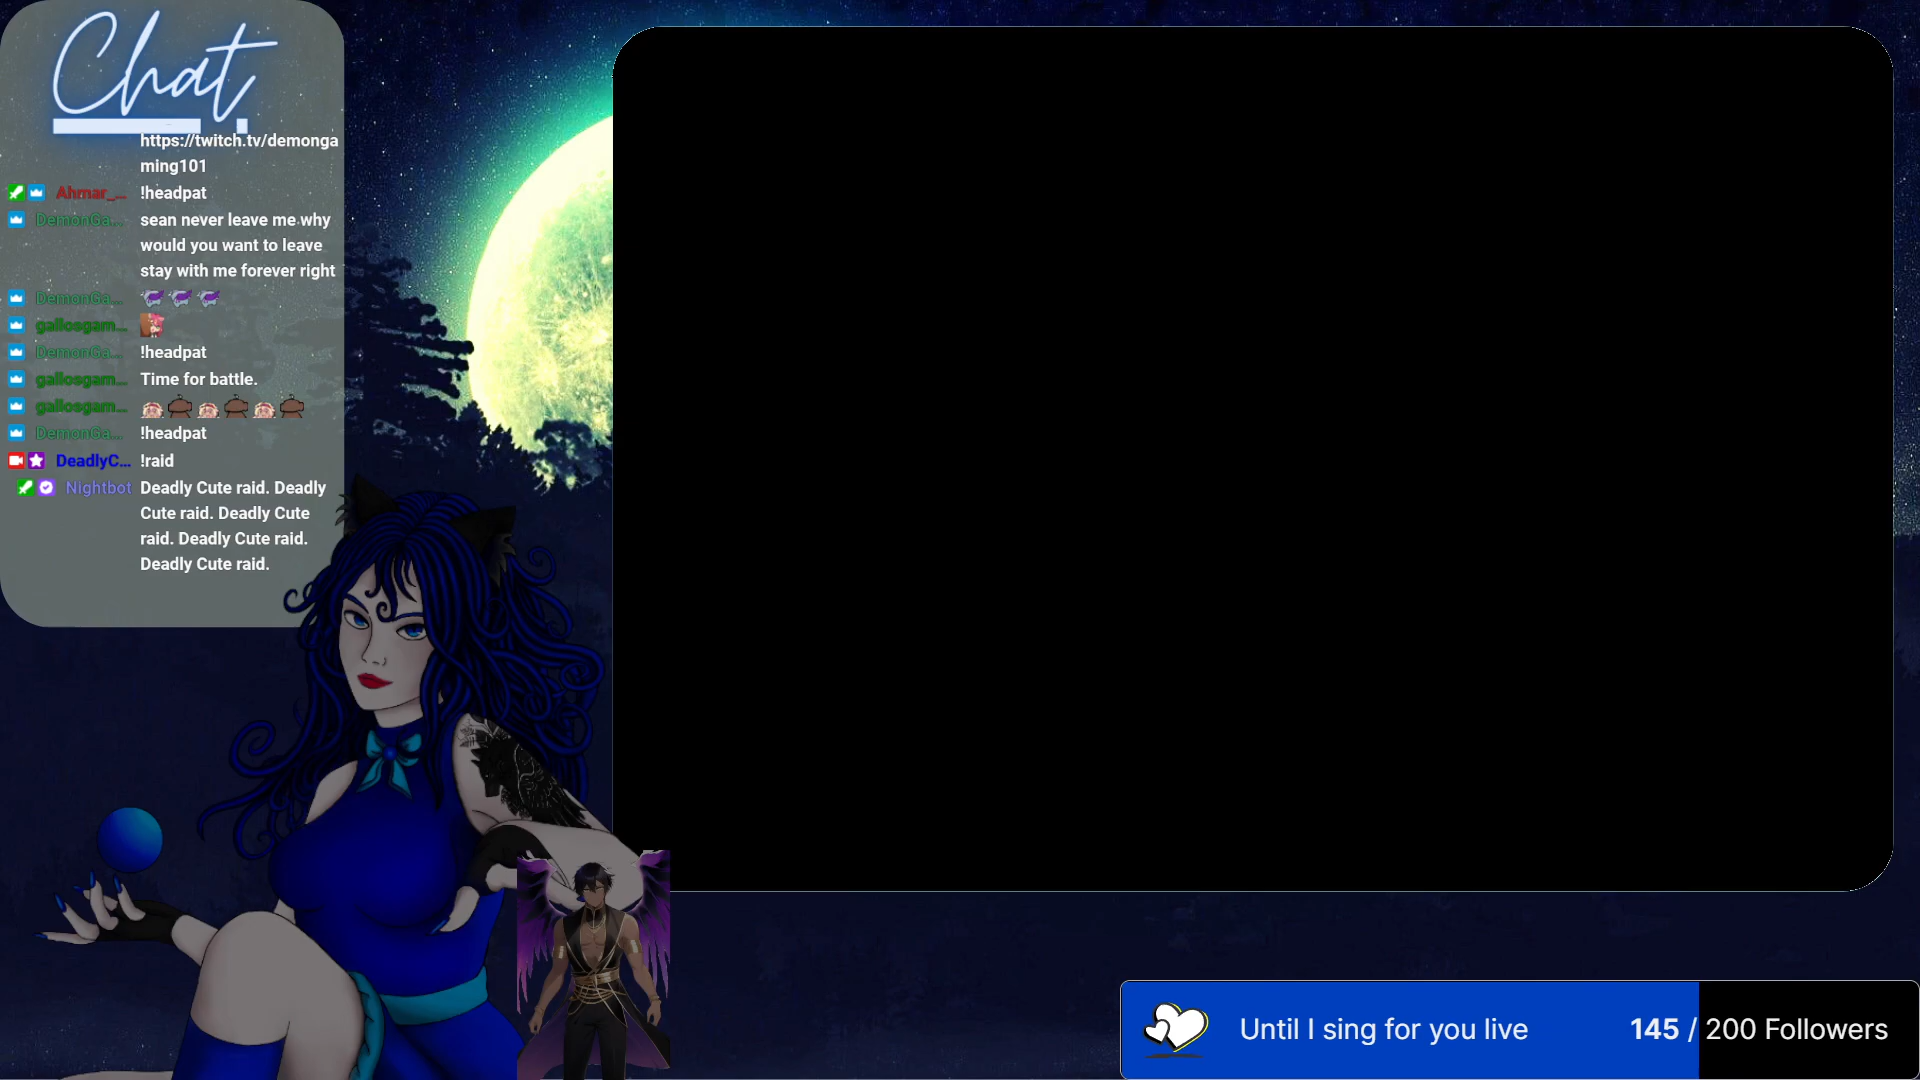 Chat
https://twitch.tv/demonga
ming101
Ahmar_... !headpat
DemonGa... sean never leave me why
would you want to leave
stay with me forever right
DemonGa...
gallosgam...
DemonGa... !headpat
gallosgam... Time for battle.
gallosgam...
DemonGa... !headpat
DeadlyC... !raid
Nightbot Deadly Cute raid. Deadly
Cute raid. Deadly Cute
raid. Deadly Cute raid.
Deadly Cute raid.
Until I sing for you live 145 / 200 Followers